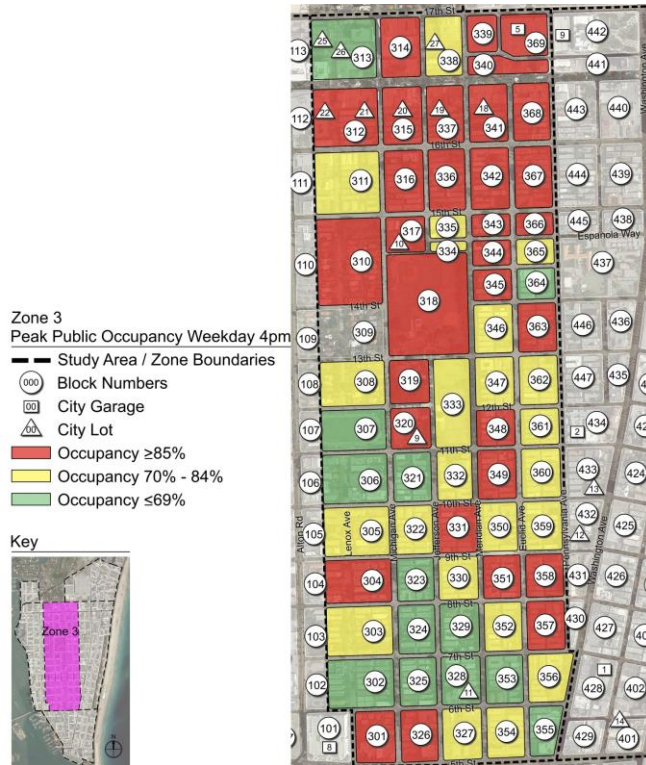 Zone 3
Peak Public Occupancy Weekday 4pm
Study Area / Zone Boundaries
000 Block Numbers
00 City Garage
00 City Lot
Occupancy ≥85%
Occupancy 70% - 84%
Occupancy ≤69%
Key
Zone 3
N
17th St
113 25 26 313 314 27 338 339 5 369 9 442
340 441
Washington Ave
112 22 21 312 20 315 19 337 18 341 368 443 440
16th St
111 311 316 336 342 367 444 439
15th St
317 335 343 366 445 438
Espanola Way
10 334 344 365 437
110 310 318 345 364
14th St
109 309 346 363 446 436
13th St
108 308 319 333 347 362 447 435
12th St
107 307 320 9 348 361 2 434
11th St
106 306 321 332 349 360 433 424
13
10th St
Alton Rd
Lenox Ave
Michigan Ave
Jefferson Ave
Meridian Ave
Euclid Ave
Pennsylvania Ave
Washington Ave
105 305 322 331 350 359 432 12 425
9th St
104 304 323 330 351 358 431 426
8th St
103 303 324 329 352 357 430 427
7th St
102 302 325 328 11 353 356 1 428 402
6th St
101 8 301 326 327 354 355 429 14 401
5th St